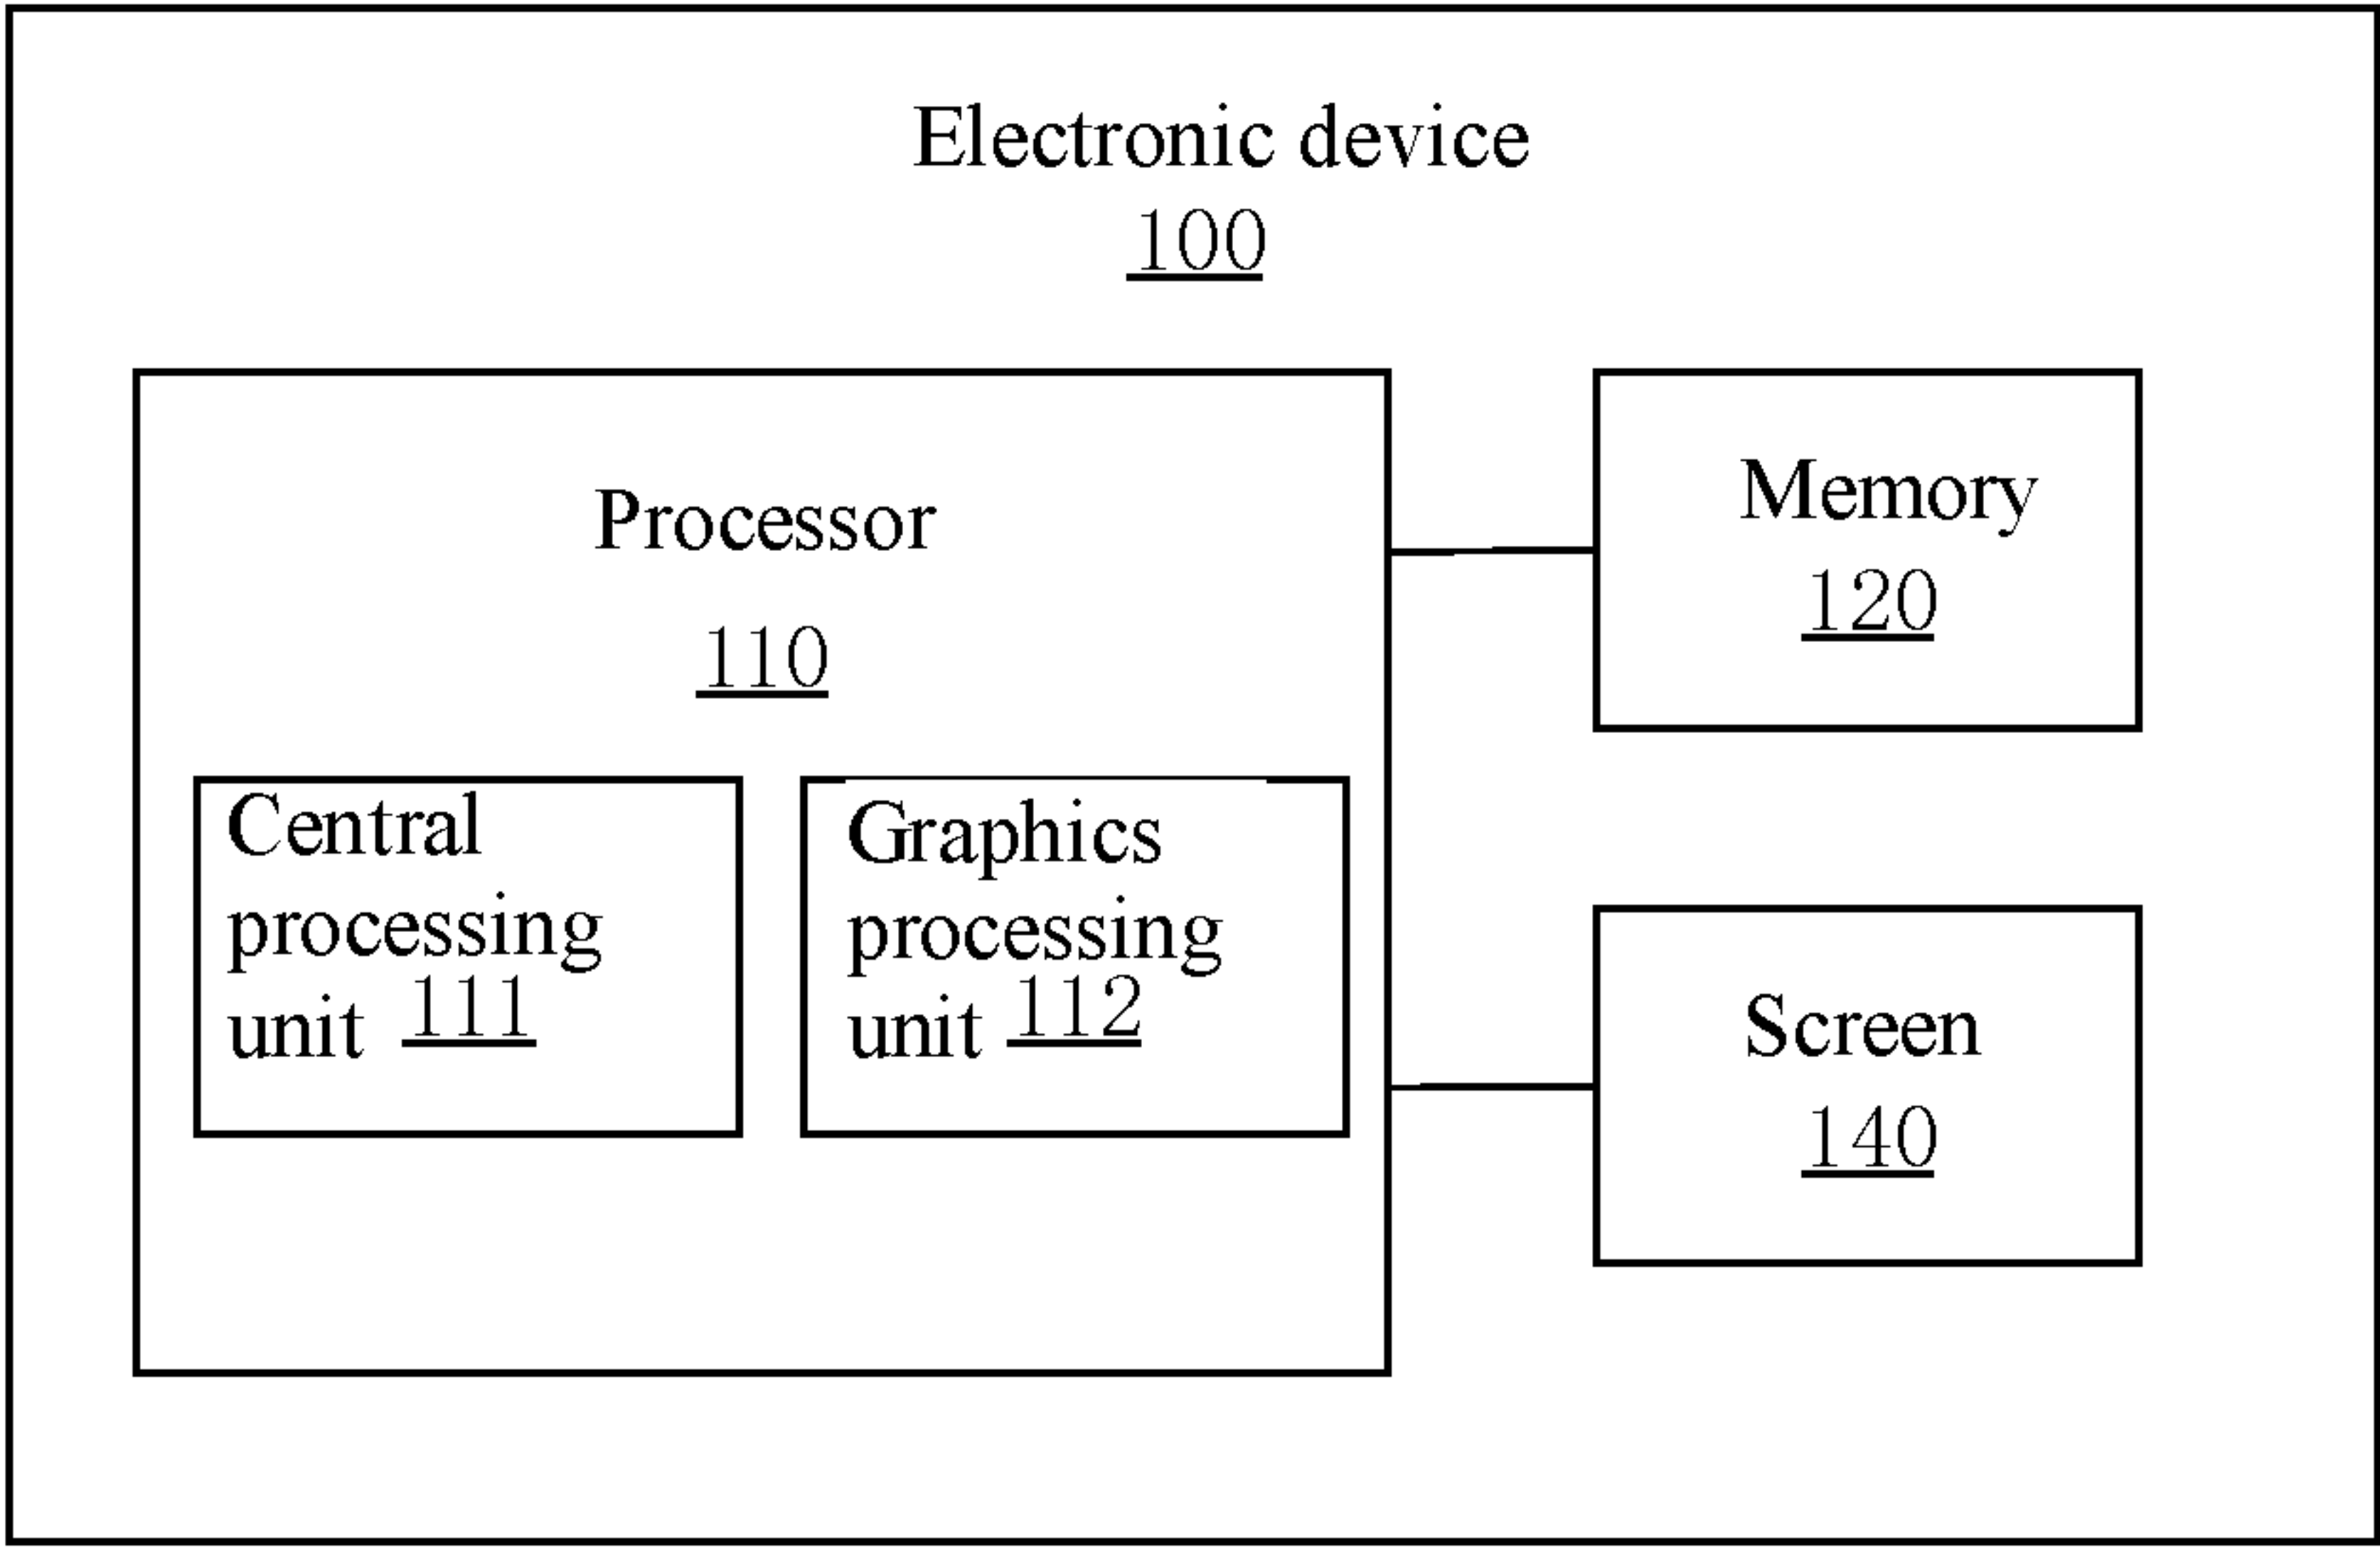 Electronic device
100
Processor
110
Central
processing
unit 111
Graphics
processing
unit 112
Memory
120
Screen
140